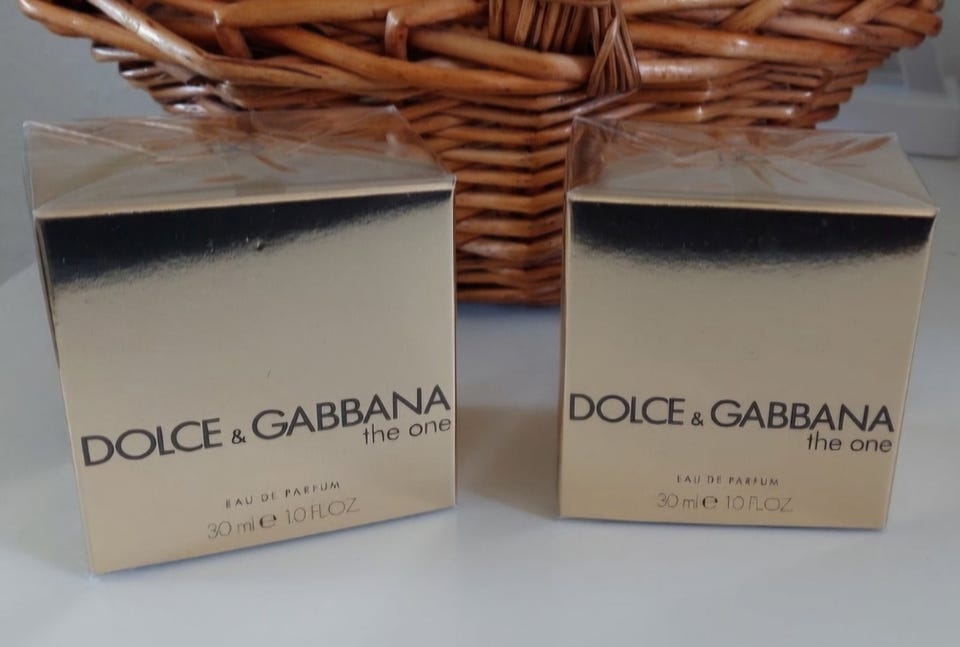 DOLCE & GABBANA
the one
EAU DE PARFUM
30 ml e 1.0 FL.OZ
DOLCE & GABBANA
the one
EAU DE PARFUM
30 ml e 1.0 FL.OZ